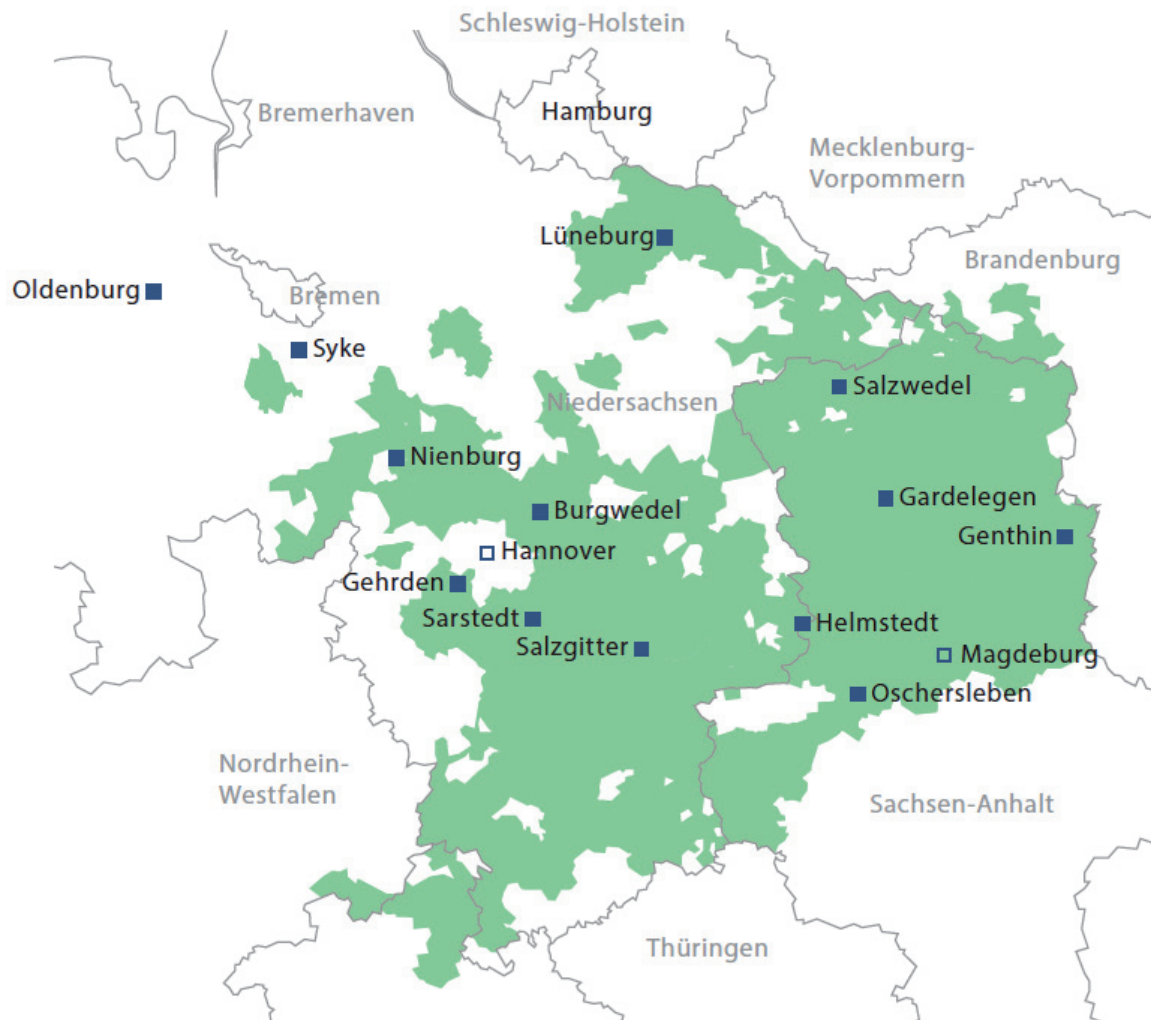 Schleswig-Holstein
Bremerhaven
Hamburg
Mecklenburg-
Vorpommern
Lüneburg
Brandenburg
Oldenburg
Bremen
Syke
Salzwedel
Niedersachsen
Nienburg
Gardelegen
Burgwedel
Genthin
Hannover
Gehrden
Sarstedt
Helmstedt
Salzgitter
Magdeburg
Oschersleben
Nordrhein-
Westfalen
Sachsen-Anhalt
Thüringen